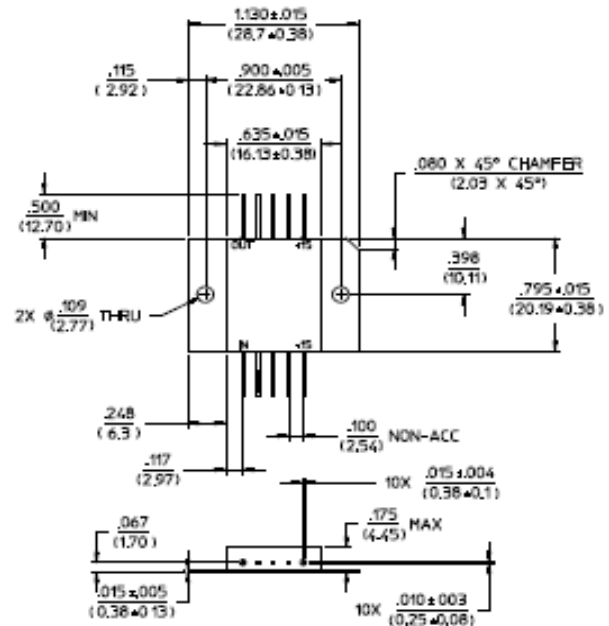 1.130±.015
(28.7±0.38)
.115
(2.92)
.900±.005
(22.86±0.13)
.635±.015
(16.13±0.38)
.080 X 45° CHAMFER
(2.03 X 45°)
.500
(12.70) MIN
OUT
+15
.398
(10.11)
.795±.015
(20.19±0.38)
2X ø .109
(2.77) THRU
IN
-15
.248
(6.3)
.100
(2.54) NON-ACC
.117
(2.97)
10X .015±.004
(0.38±0.1)
.067
(1.70)
.175
(4.45) MAX
.015±.005
(0.38±0.13)
10X .010±003
(0.25±0.08)